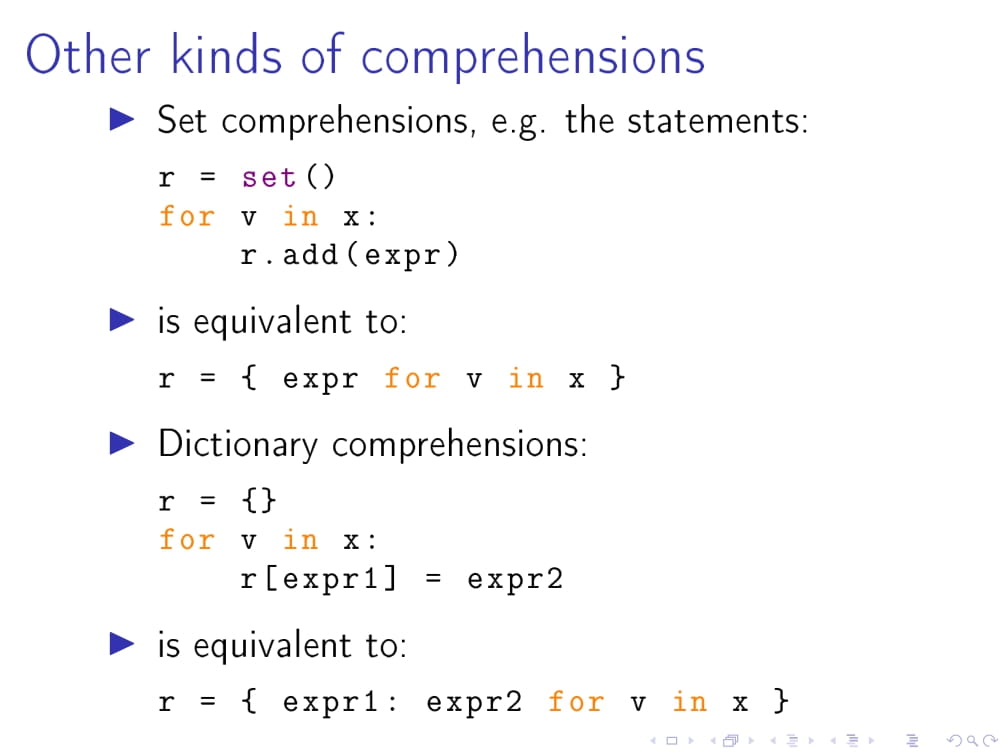 Other kinds of comprehensions
Set comprehensions, e.g. the statements:
r = set()
for v in x:
    r.add(expr)
is equivalent to:
r = { expr for v in x }
Dictionary comprehensions:
r = {}
for v in x:
    r[expr1] = expr2
is equivalent to:
r = { expr1: expr2 for v in x }